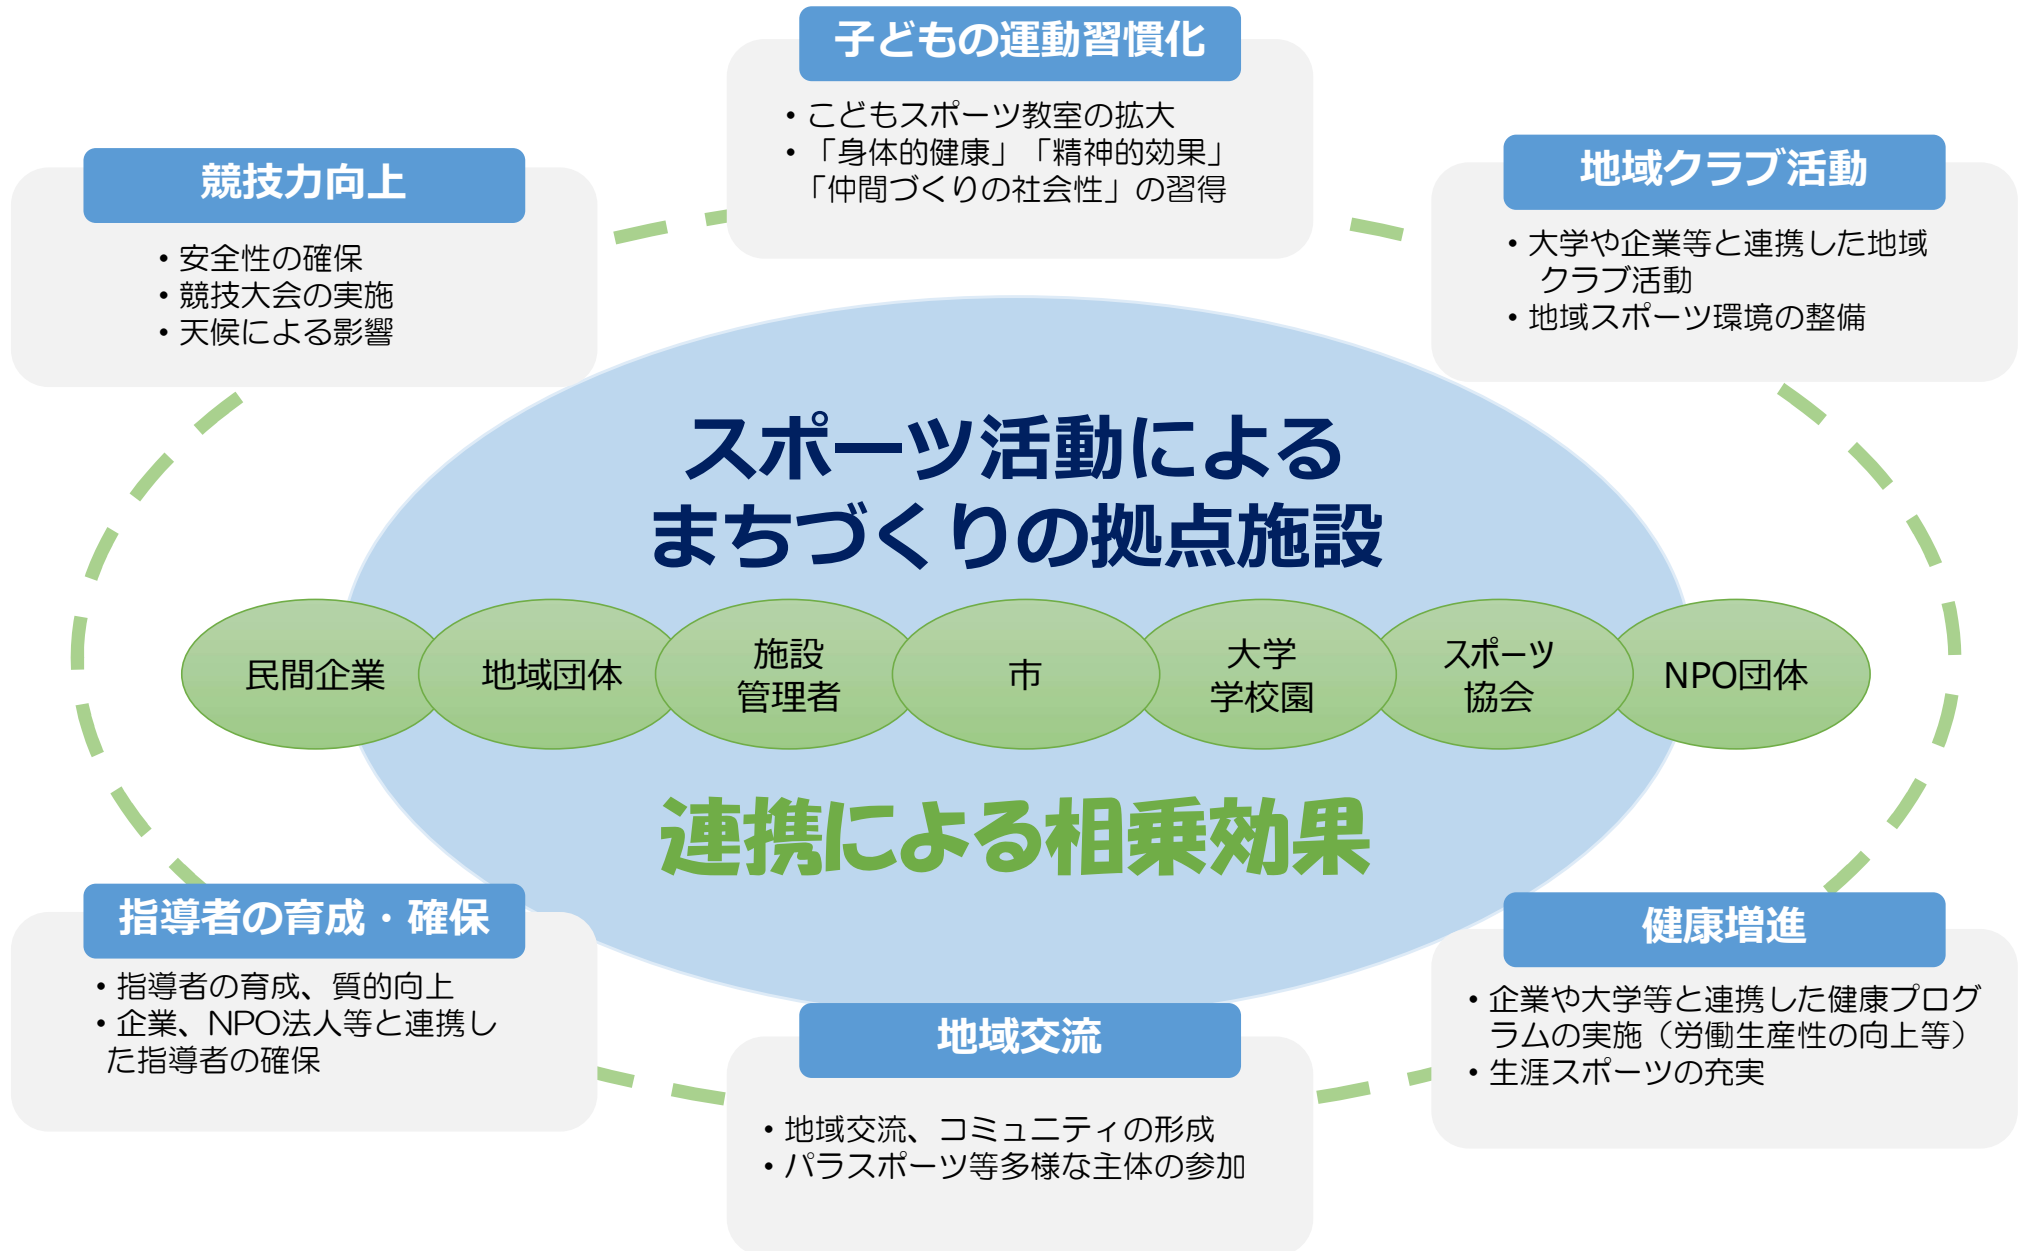 子どもの運動習慣化
・こどもスポーツ教室の拡大
・「身体的健康」「精神的効果」
「仲間づくりの社会性」の習得
競技力向上
・安全性の確保
・競技大会の実施
・天候による影響
地域クラブ活動
・大学や企業等と連携した地域
クラブ活動
・地域スポーツ環境の整備
スポーツ活動による
まちづくりの拠点施設
民間企業
地域団体
施設
管理者
市
大学
学校園
スポーツ
協会
NPO団体
連携による相乗効果
指導者の育成・確保
・指導者の育成、質的向上
・企業、NPO法人等と連携し
た指導者の確保
地域交流
・地域交流、コミュニティの形成
・パラスポーツ等多様な主体の参加
健康増進
・企業や大学等と連携した健康プログ
ラムの実施（労働生産性の向上等）
・生涯スポーツの充実